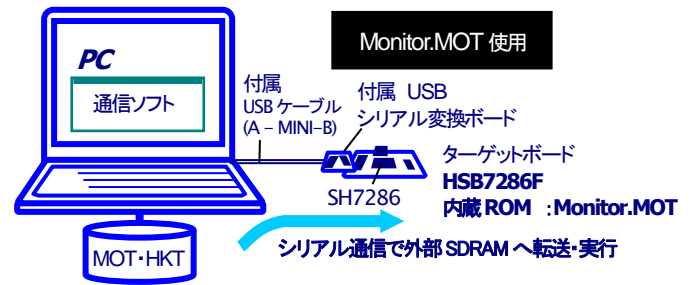 Monitor.MOT 使用
PC
通信ソフト
付属
USB ケーブル
(A – MINI–B)
付属 USB
シリアル変換ボード
SH7286
ターゲットボード
HSB7286F
内蔵 ROM :Monitor.MOT
MOT・HKT
シリアル通信で外部 SDRAM へ転送・実行